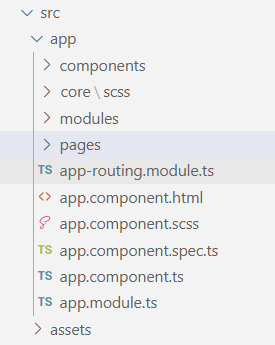 src
app
components
core\scss
modules
pages
TS app-routing.module.ts
<> app.component.html
app.component.scss
TS app.component.spec.ts
TS app.component.ts
TS app.module.ts
assets